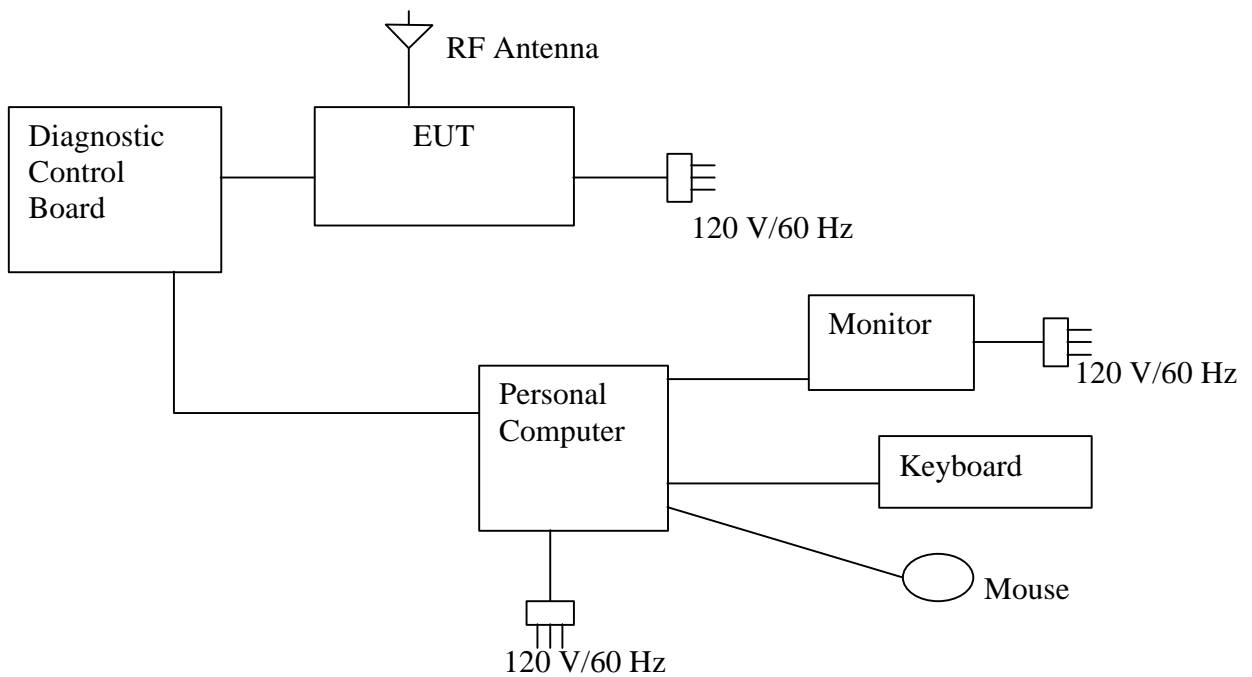 RF Antenna
Diagnostic
Control
Board
EUT
120 V/60 Hz
Monitor
120 V/60 Hz
Personal
Computer
Keyboard
Mouse
120 V/60 Hz